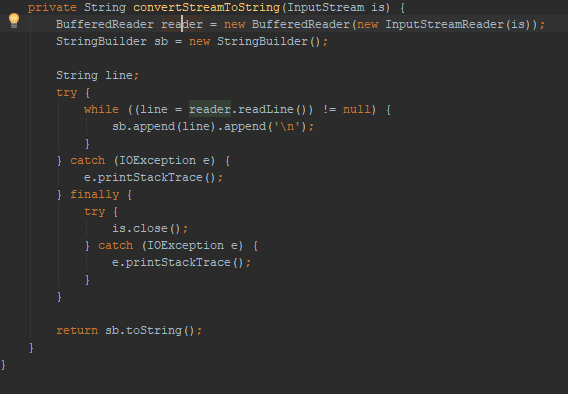 private String convertStreamToString(InputStream is) {
BufferedReader reader = new BufferedReader(new InputStreamReader(is));
StringBuilder sb = new StringBuilder();
String line;
try {
while ((line = reader.readLine()) != null) {
sb.append(line).append('\n');
}
} catch (IOException e) {
e.printStackTrace();
} finally {
try {
is.close();
} catch (IOException e) {
e.printStackTrace();
}
}
return sb.toString();
}
}